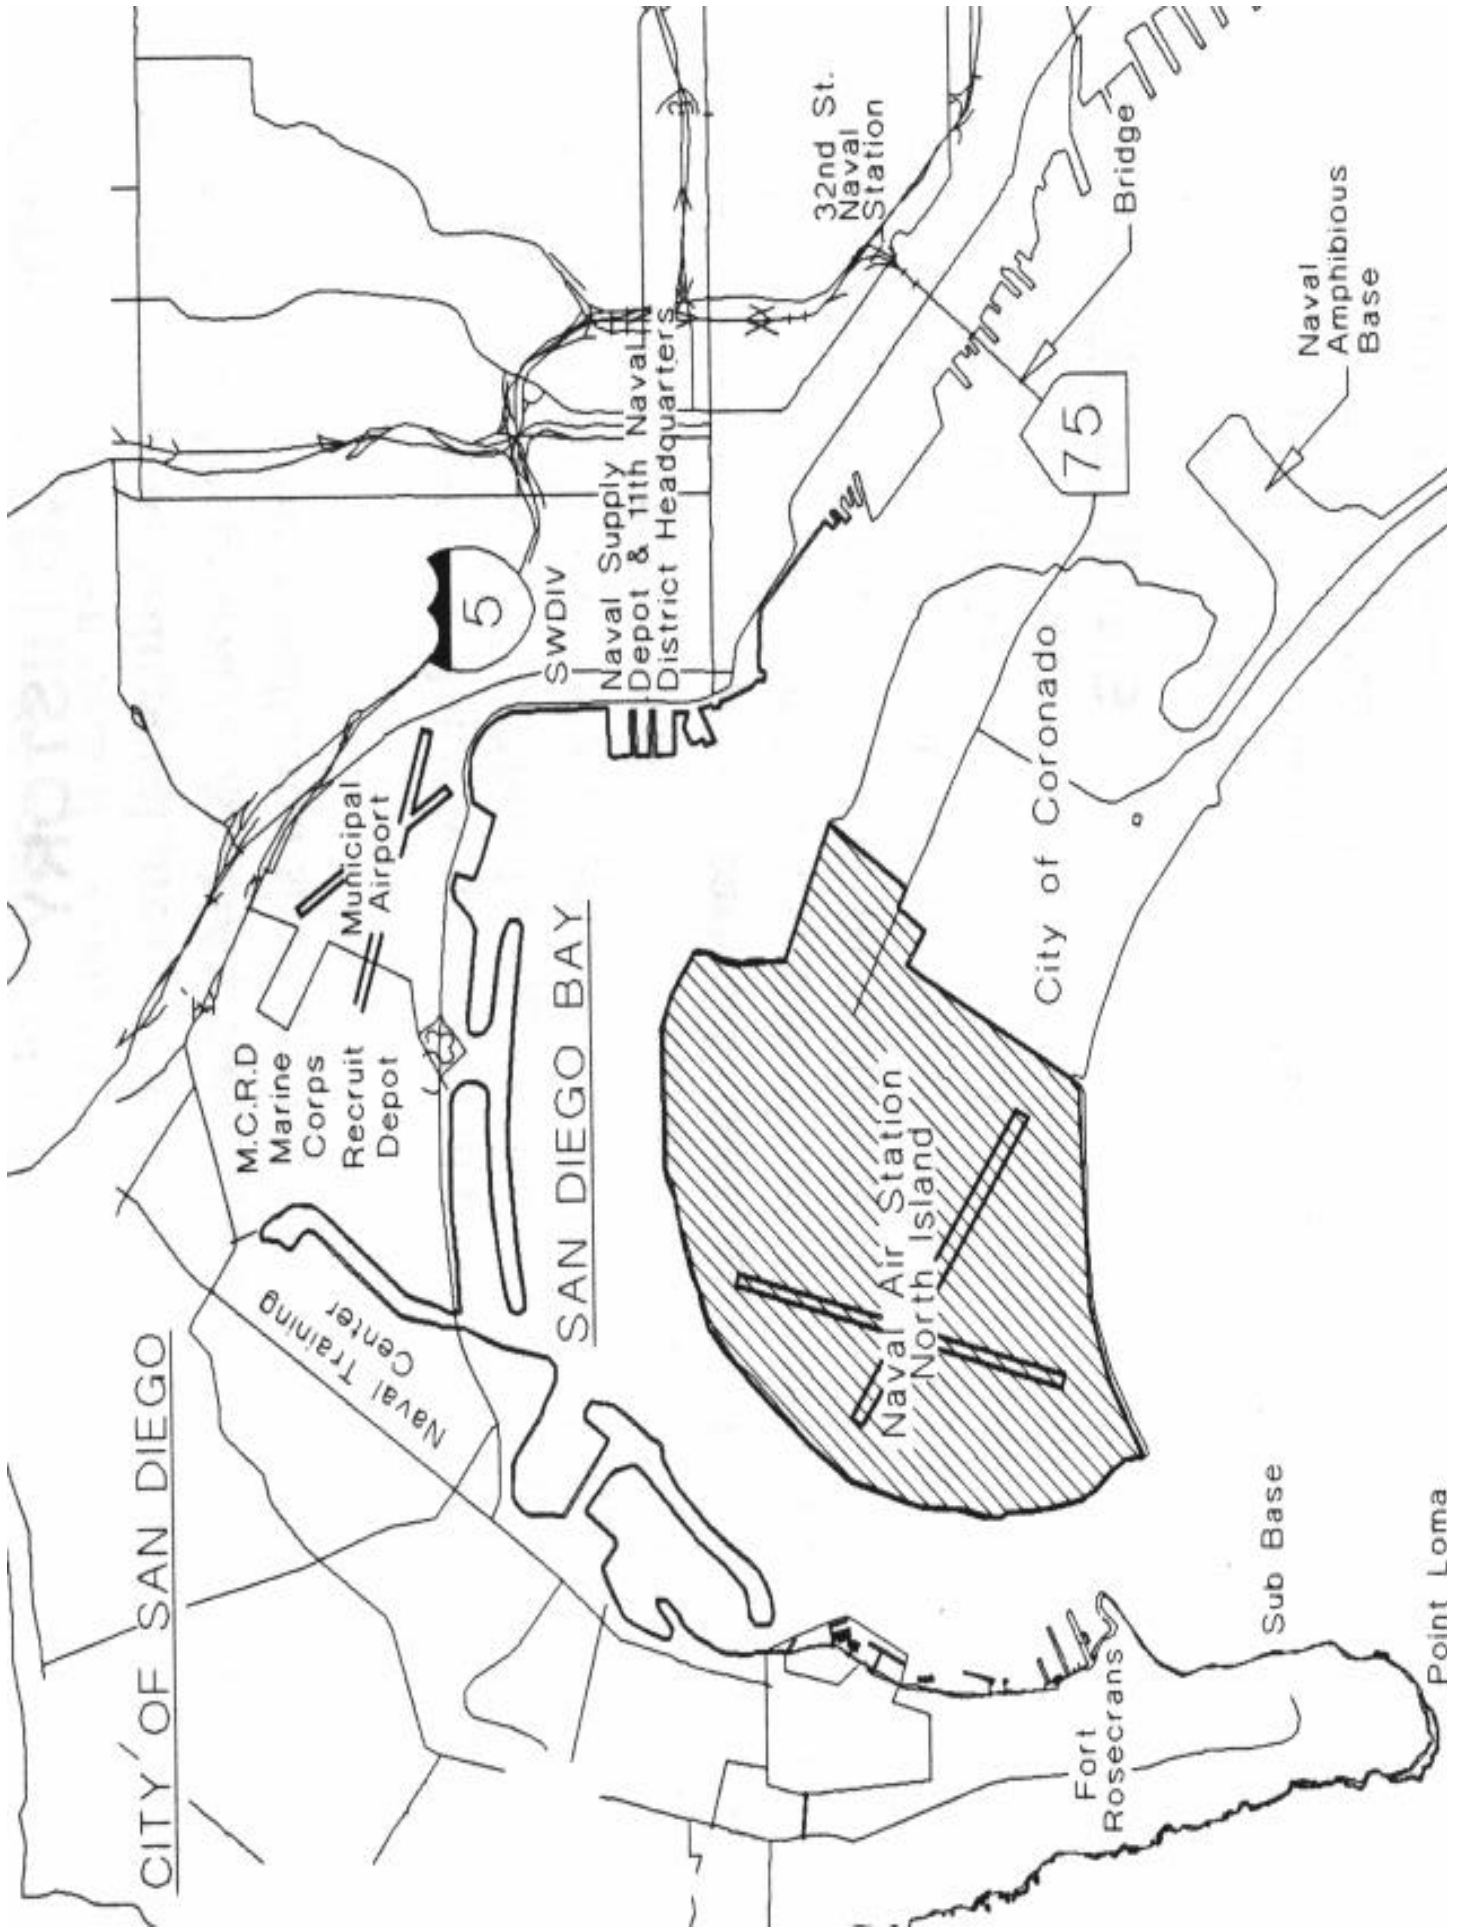 CITY OF SAN DIEGO
Naval Training
Center
M.C.R.D
Marine
Corps
Recruit
Depot
Municipal
Airport
5
SWDIV
Naval Supply
Depot & 11th Naval
District Headquarters
32nd St.
Naval
Station
Bridge
75
Naval
Amphibious
Base
SAN DIEGO BAY
City of Coronado
Naval Air Station
North Island
Fort
Rosecrans
Sub Base
Point Loma